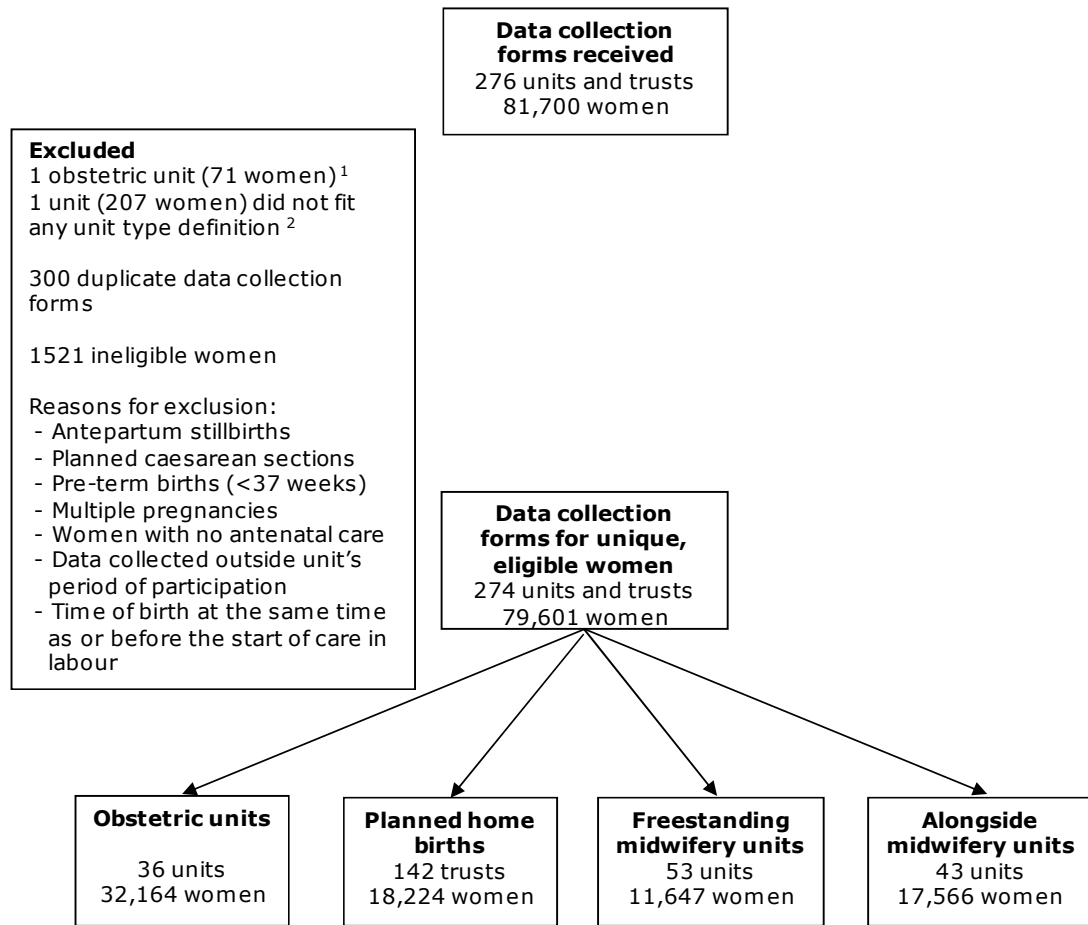 Data collection
forms received
276 units and trusts
81,700 women
Excluded
1 obstetric unit (71 women) 1
1 unit (207 women) did not fit
any unit type definition 2
300 duplicate data collection
forms
1521 ineligible women
Reasons for exclusion:
- Antepartum stillbirths
- Planned caesarean sections
- Pre-term births (<37 weeks)
- Multiple pregnancies
- Women with no antenatal care
- Data collected outside unit's
period of participation
- Time of birth at the same time
as or before the start of care in
labour
Data collection
forms for unique,
eligible women
274 units and trusts
79,601 women
Obstetric units
36 units
32,164 women
Planned home
births
142 trusts
18,224 women
Freestanding
midwifery units
53 units
11,647 women
Alongside
midwifery units
43 units
17,566 women